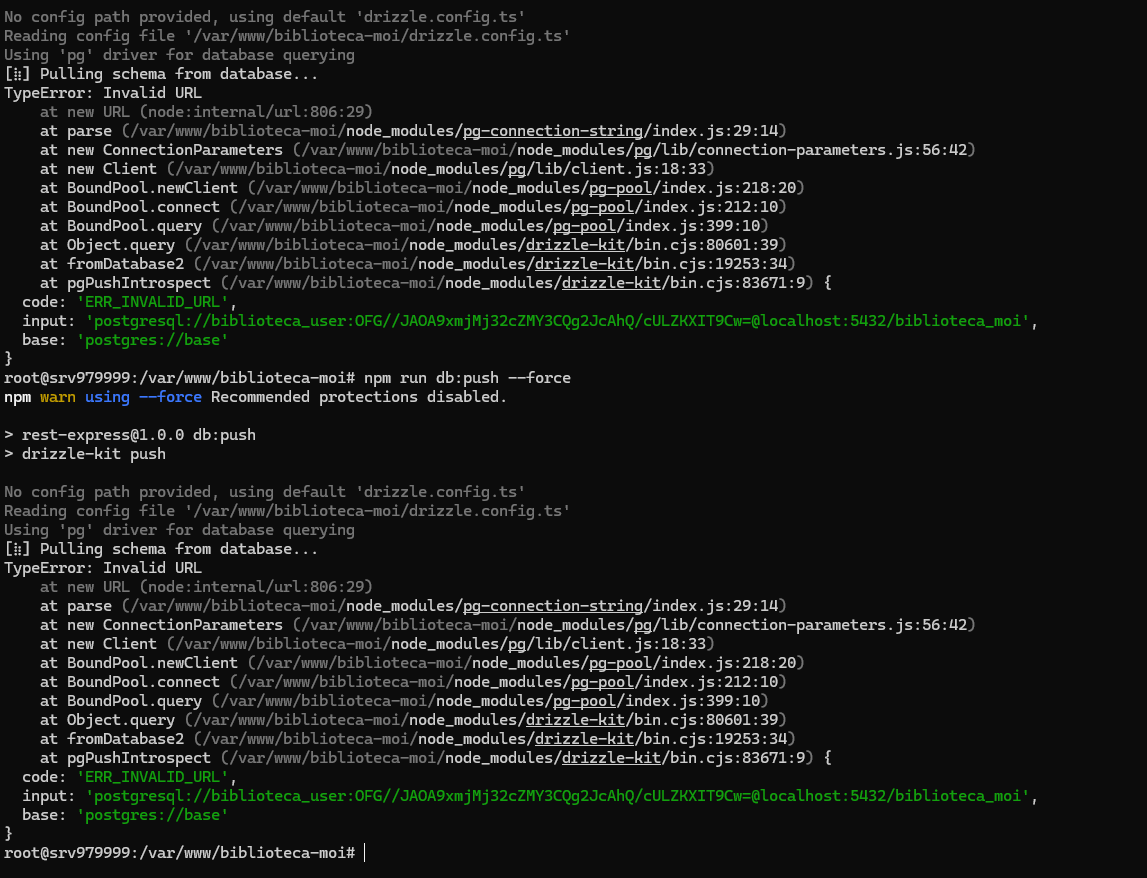 No config path provided, using default 'drizzle.config.ts'
Reading config file '/var/www/biblioteca-moi/drizzle.config.ts'
Using 'pg' driver for database querying
[⣷] Pulling schema from database...
TypeError: Invalid URL
    at new URL (node:internal/url:806:29)
    at parse (/var/www/biblioteca-moi/node_modules/pg-connection-string/index.js:29:14)
    at new ConnectionParameters (/var/www/biblioteca-moi/node_modules/pg/lib/connection-parameters.js:56:42)
    at new Client (/var/www/biblioteca-moi/node_modules/pg/lib/client.js:18:33)
    at BoundPool.newClient (/var/www/biblioteca-moi/node_modules/pg-pool/index.js:218:20)
    at BoundPool.connect (/var/www/biblioteca-moi/node_modules/pg-pool/index.js:212:10)
    at BoundPool.query (/var/www/biblioteca-moi/node_modules/pg-pool/index.js:399:10)
    at Object.query (/var/www/biblioteca-moi/node_modules/drizzle-kit/bin.cjs:80601:39)
    at fromDatabase2 (/var/www/biblioteca-moi/node_modules/drizzle-kit/bin.cjs:19253:34)
    at pgPushIntrospect (/var/www/biblioteca-moi/node_modules/drizzle-kit/bin.cjs:83671:9) {
  code: 'ERR_INVALID_URL',
  input: 'postgresql://biblioteca_user:OFG//JAOA9xmjMj32cZMY3CQg2JcAhQ/cULZKXIT9Cw=@localhost:5432/biblioteca_moi',
  base: 'postgres://base'
}
root@srv979999:/var/www/biblioteca-moi# npm run db:push --force
npm warn using --force Recommended protections disabled.
> rest-express@1.0.0 db:push
> drizzle-kit push
No config path provided, using default 'drizzle.config.ts'
Reading config file '/var/www/biblioteca-moi/drizzle.config.ts'
Using 'pg' driver for database querying
[⣷] Pulling schema from database...
TypeError: Invalid URL
    at new URL (node:internal/url:806:29)
    at parse (/var/www/biblioteca-moi/node_modules/pg-connection-string/index.js:29:14)
    at new ConnectionParameters (/var/www/biblioteca-moi/node_modules/pg/lib/connection-parameters.js:56:42)
    at new Client (/var/www/biblioteca-moi/node_modules/pg/lib/client.js:18:33)
    at BoundPool.newClient (/var/www/biblioteca-moi/node_modules/pg-pool/index.js:218:20)
    at BoundPool.connect (/var/www/biblioteca-moi/node_modules/pg-pool/index.js:212:10)
    at BoundPool.query (/var/www/biblioteca-moi/node_modules/pg-pool/index.js:399:10)
    at Object.query (/var/www/biblioteca-moi/node_modules/drizzle-kit/bin.cjs:80601:39)
    at fromDatabase2 (/var/www/biblioteca-moi/node_modules/drizzle-kit/bin.cjs:19253:34)
    at pgPushIntrospect (/var/www/biblioteca-moi/node_modules/drizzle-kit/bin.cjs:83671:9) {
  code: 'ERR_INVALID_URL',
  input: 'postgresql://biblioteca_user:OFG//JAOA9xmjMj32cZMY3CQg2JcAhQ/cULZKXIT9Cw=@localhost:5432/biblioteca_moi',
  base: 'postgres://base'
}
root@srv979999:/var/www/biblioteca-moi#